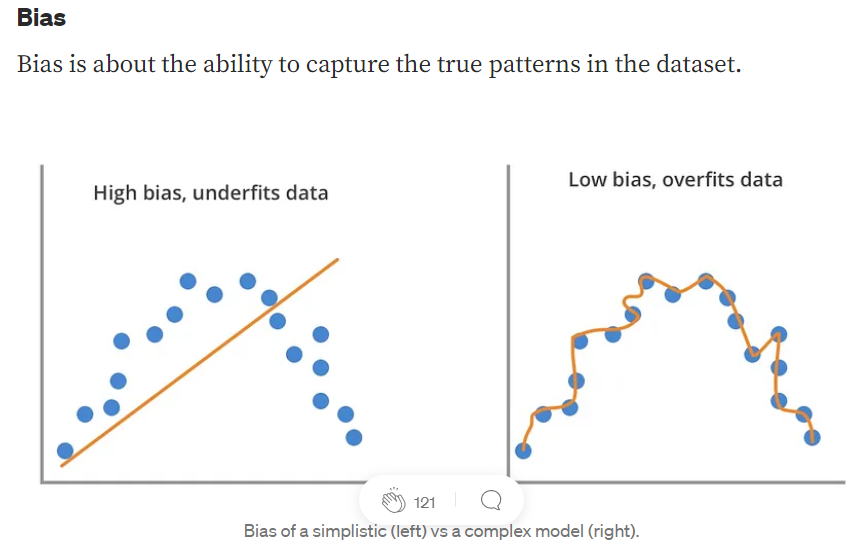 Bias
Bias is about the ability to capture the true patterns in the dataset.
High bias, underfits data
Low bias, overfits data
121
Bias of a simplistic (left) vs a complex model (right).